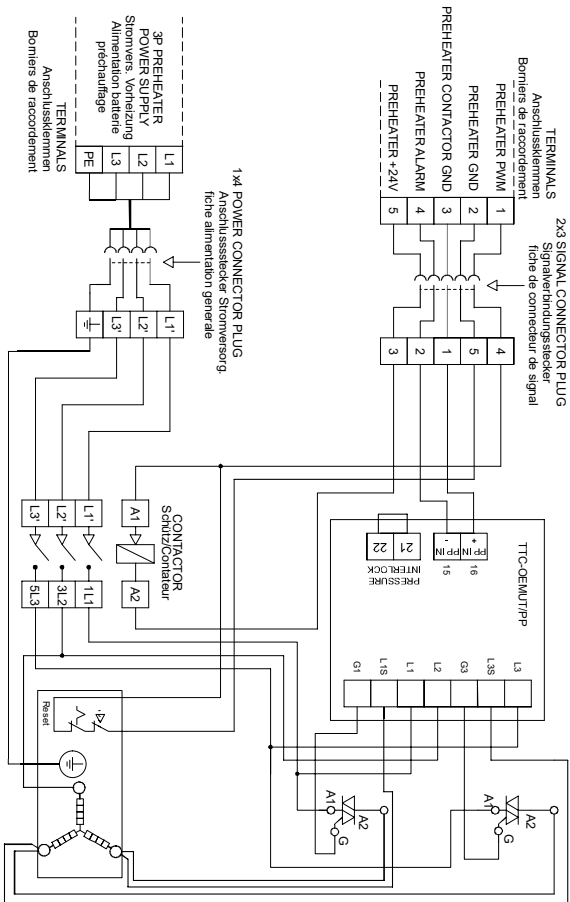 3P PREHEATER
POWER SUPPLY
Stromvers. Vorheizung
Alimentation batterie
préchauffage
TERMINALS
Anschlussklemmen
Borniers de raccordement
PE
L3
L2
L1
1x4 POWER CONNECTOR PLUG
Anschlusssstecker Stromversorg.
fiche alimentation generale
L3'
L2'
L1'
TERMINALS
Anschlussklemmen
Borniers de raccordement
PREHEATER PWM
PREHEATER GND
PREHEATER CONTACTOR GND
PREHEATER ALARM
PREHEATER +24V
5
4
3
2
1
2x3 SIGNAL CONNECTOR PLUG
Signalverbindungsstecker
fiche de connecteur de signal
3
2
1
5
4
CONTACTOR
Schütz/Contateur
L3'
L2'
L1'
A1
5L3
3L2
1L1
A2
TTC-OEMUT/PP
PRESSURE
INTERLOCK
22
21
- PP IN
+ PP IN
15
16
G1
L1S
L1
L2
G3
L3S
L3
Reset
A1
A2
G
A1
A2
G